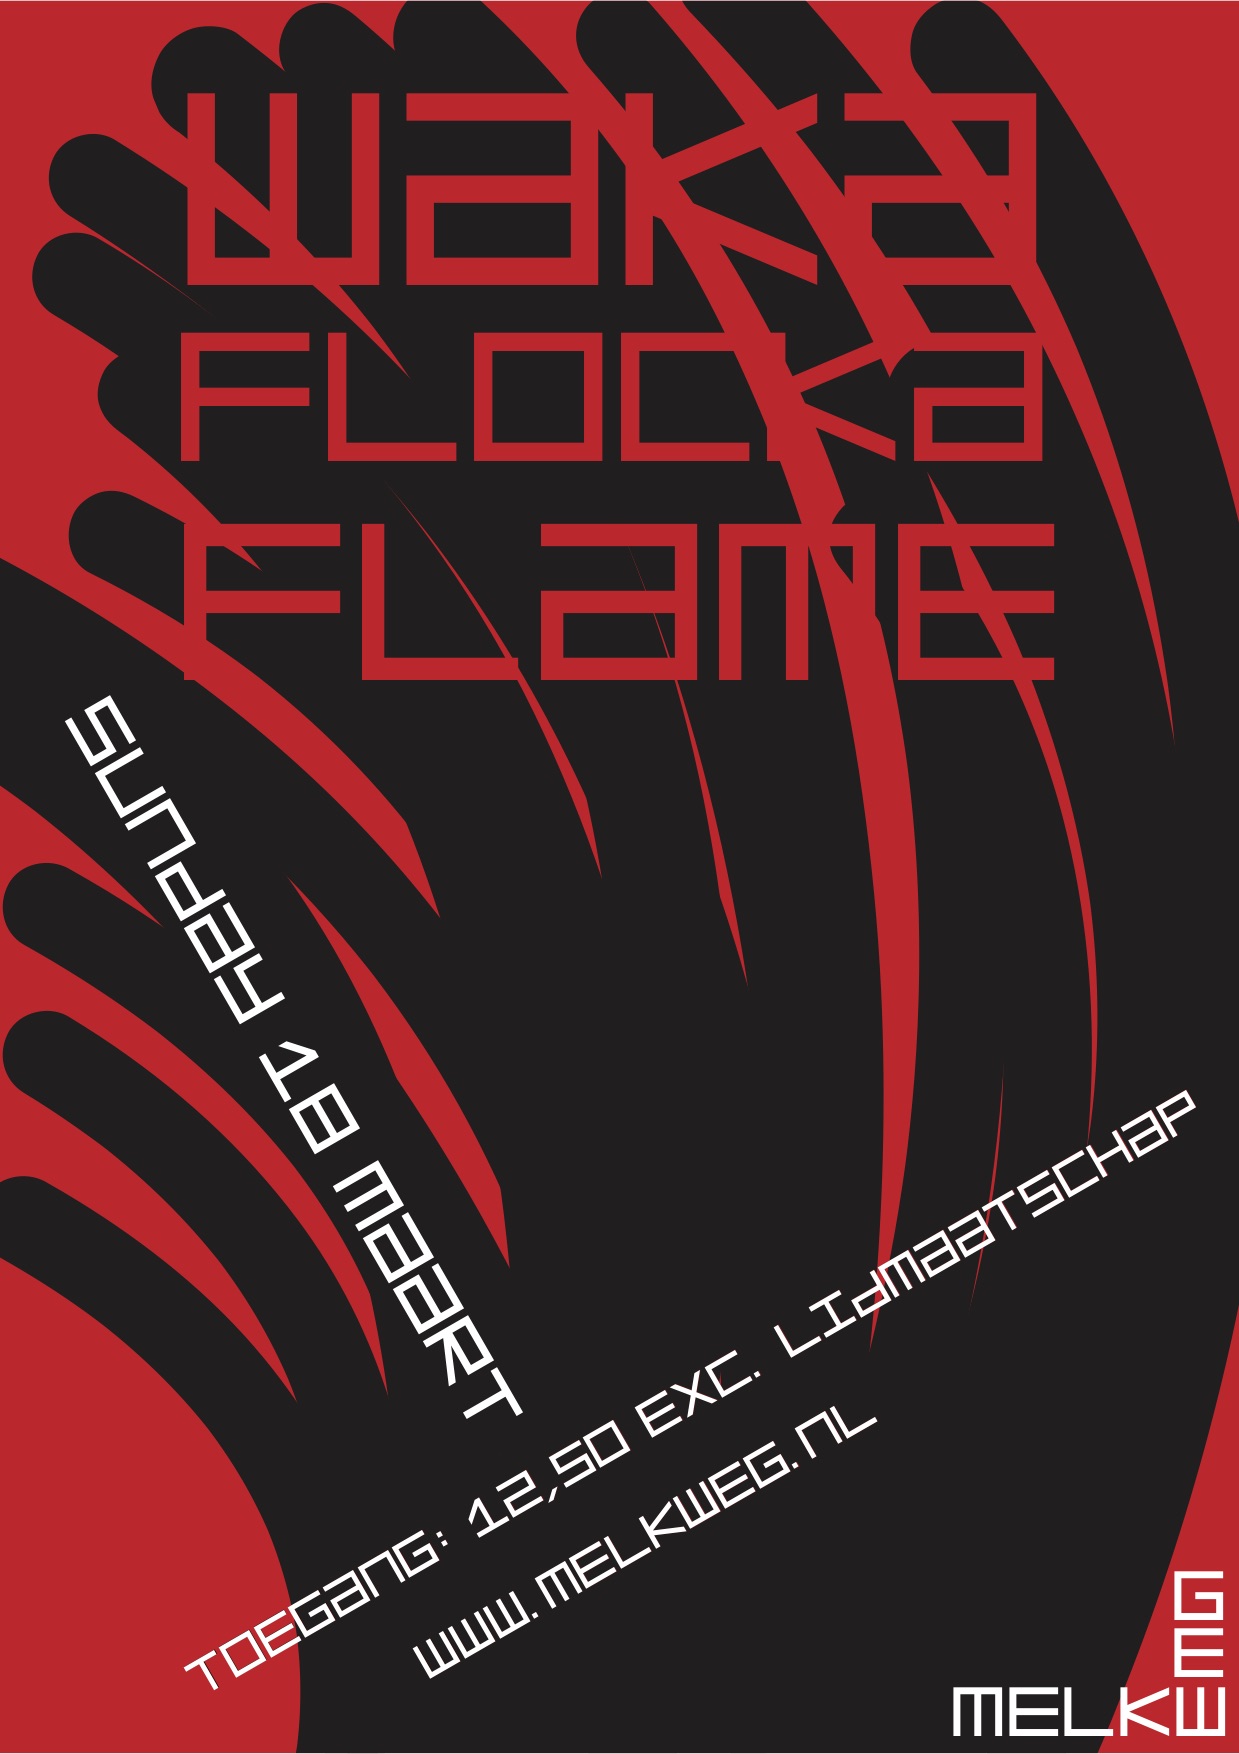 WaKa
FLOCKa
FLamE
SUNdaY 18 MaaRT
TOEGaNG: 12,50 EXC. LIdmaaTSCHaP
WWW.MELKWEG.NL
MELKWEG